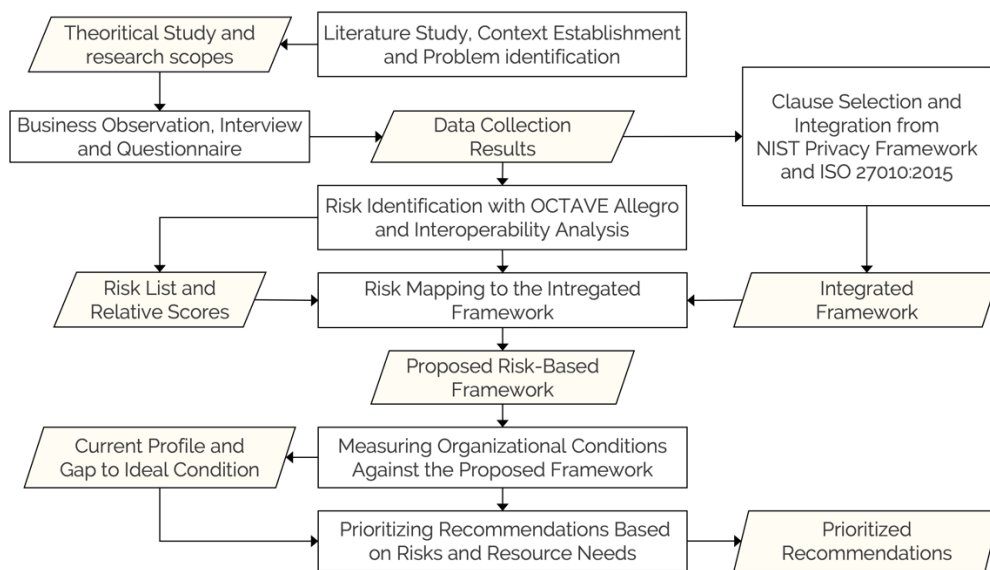 Theoritical Study and
research scopes
Literature Study, Context Establishment
and Problem identification
Business Observation, Interview
and Questionnaire
Data Collection
Results
Clause Selection and
Integration from
NIST Privacy Framework
and ISO 27010:2015
Risk Identification with OCTAVE Allegro
and Interoperability Analysis
Risk List and
Relative Scores
Risk Mapping to the Intregated
Framework
Integrated
Framework
Proposed Risk-Based
Framework
Current Profile and
Gap to Ideal Condition
Measuring Organizational Conditions
Against the Proposed Framework
Prioritizing Recommendations Based
on Risks and Resource Needs
Prioritized
Recommendations